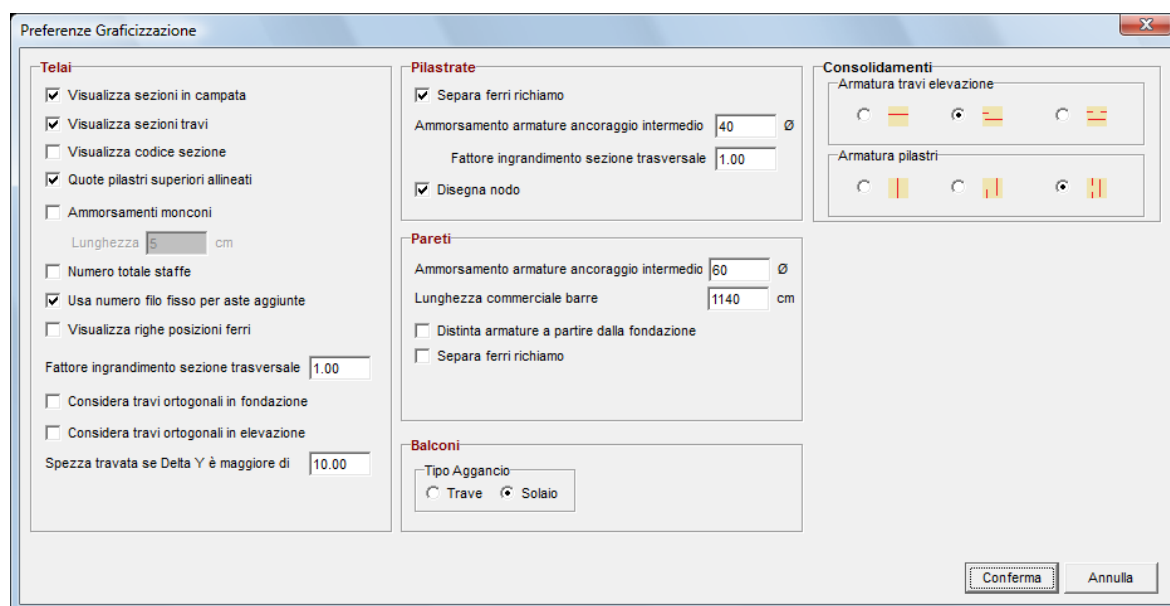 Preferenze Graficizzazione
Telai
Visualizza sezioni in campata
Visualizza sezioni travi
Visualizza codice sezione
Quote pilastri superiori allineati
Ammorsamenti monconi
Lunghezza 5 cm
Numero totale staffe
Usa numero filo fisso per aste aggiunte
Visualizza righe posizioni ferri
Fattore ingrandimento sezione trasversale 1.00
Considera travi ortogonali in fondazione
Considera travi ortogonali in elevazione
Spezza travata se Delta Y è maggiore di 10.00
Pilastrate
Separa ferri richiamo
Ammorsamento armature ancoraggio intermedio 40 Ø
Fattore ingrandimento sezione trasversale 1.00
Disegna nodo
Pareti
Ammorsamento armature ancoraggio intermedio 60 Ø
Lunghezza commerciale barre 1140 cm
Distinta armature a partire dalla fondazione
Separa ferri richiamo
Balconi
Tipo Aggancio
Trave Solaio
Consolidamenti
Armatura travi elevazione
Armatura pilastri
Conferma Annulla